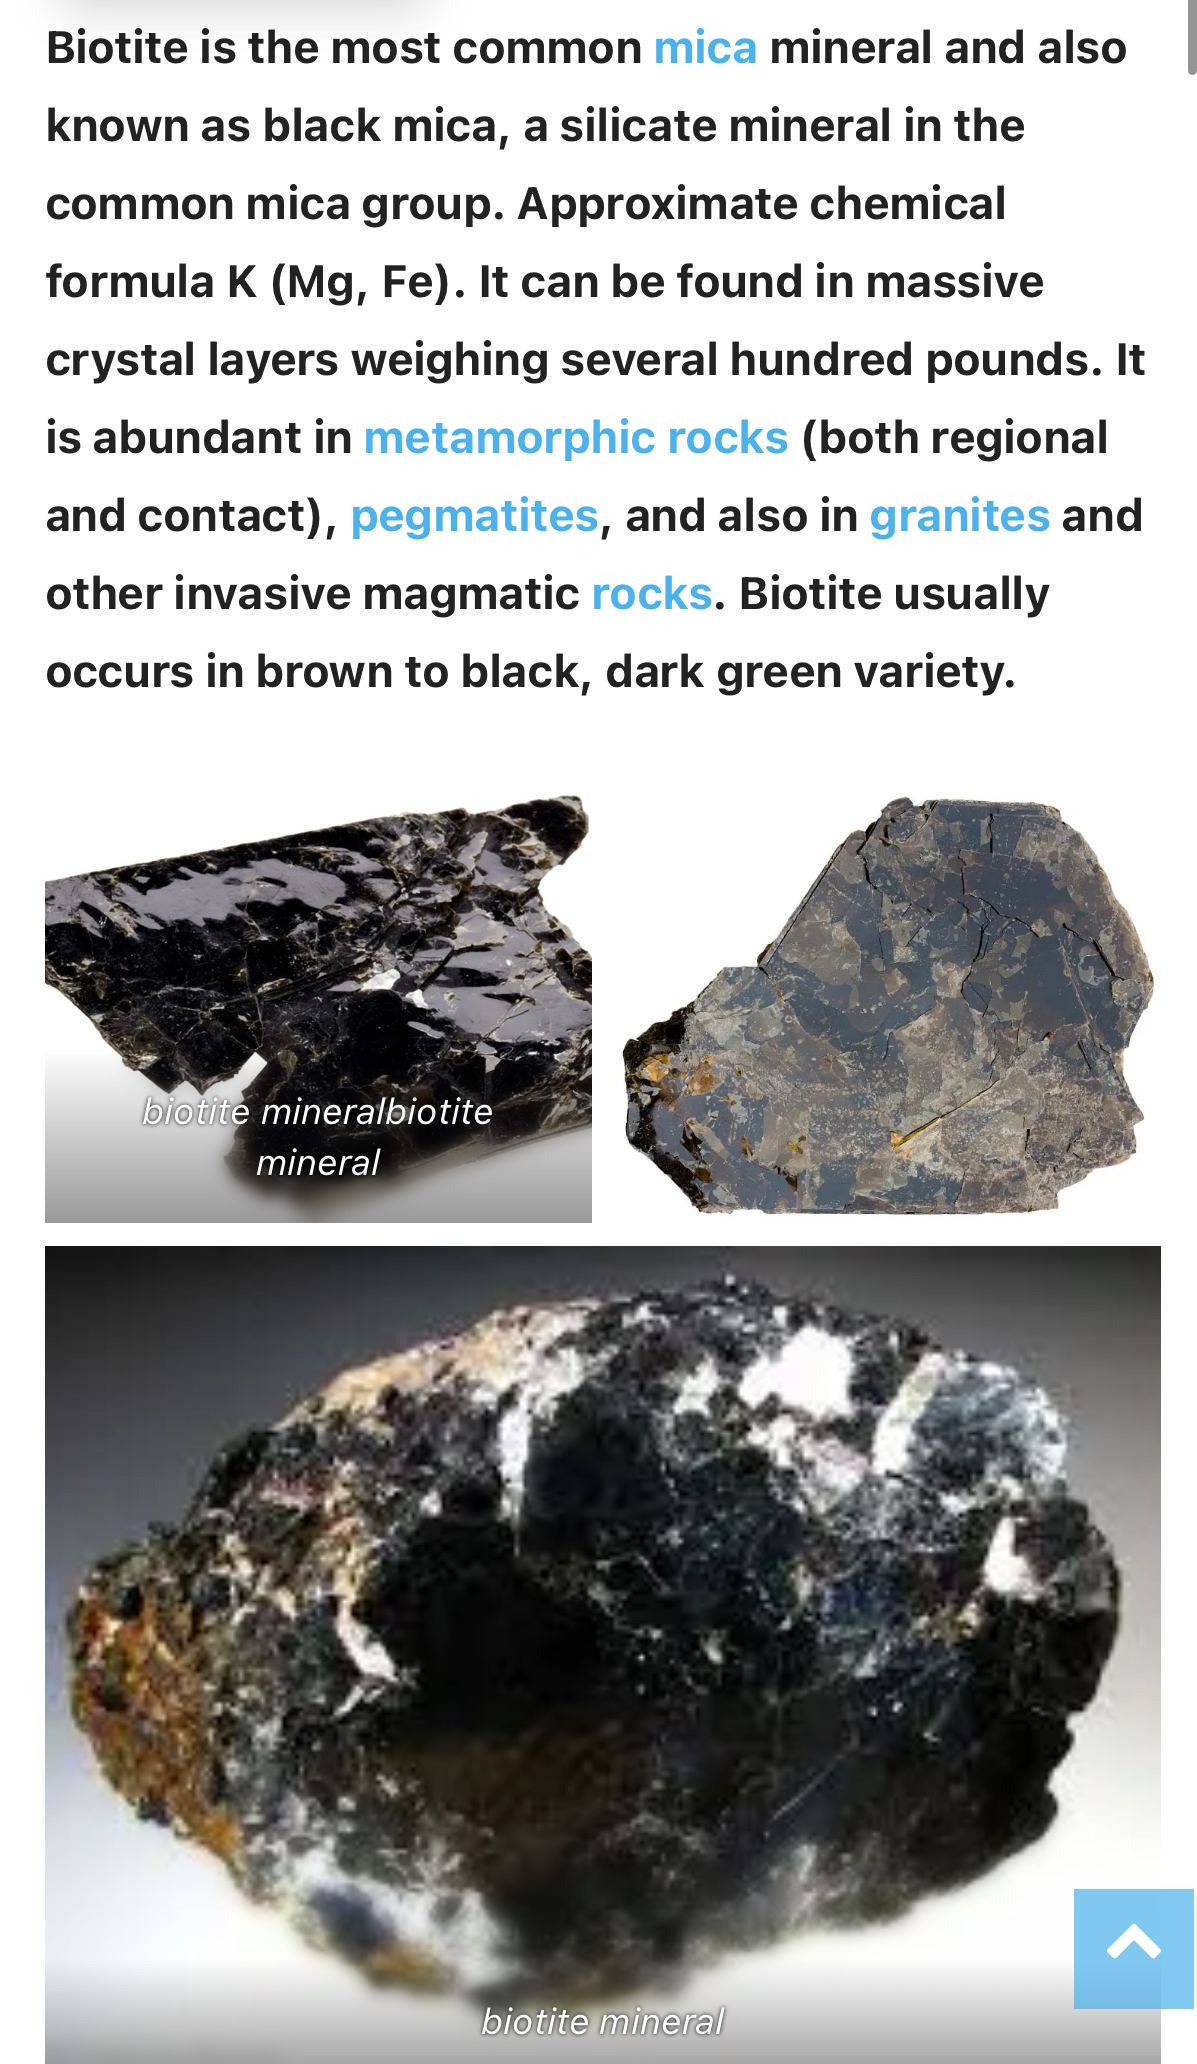 Biotite is the most common mica mineral and also
known as black mica, a silicate mineral in the
common mica group. Approximate chemical
formula K (Mg, Fe). It can be found in massive
crystal layers weighing several hundred pounds. It
is abundant in metamorphic rocks (both regional
and contact), pegmatites, and also in granites and
other invasive magmatic rocks. Biotite usually
occurs in brown to black, dark green variety.
biotite mineralbiotite
mineral
biotite mineral